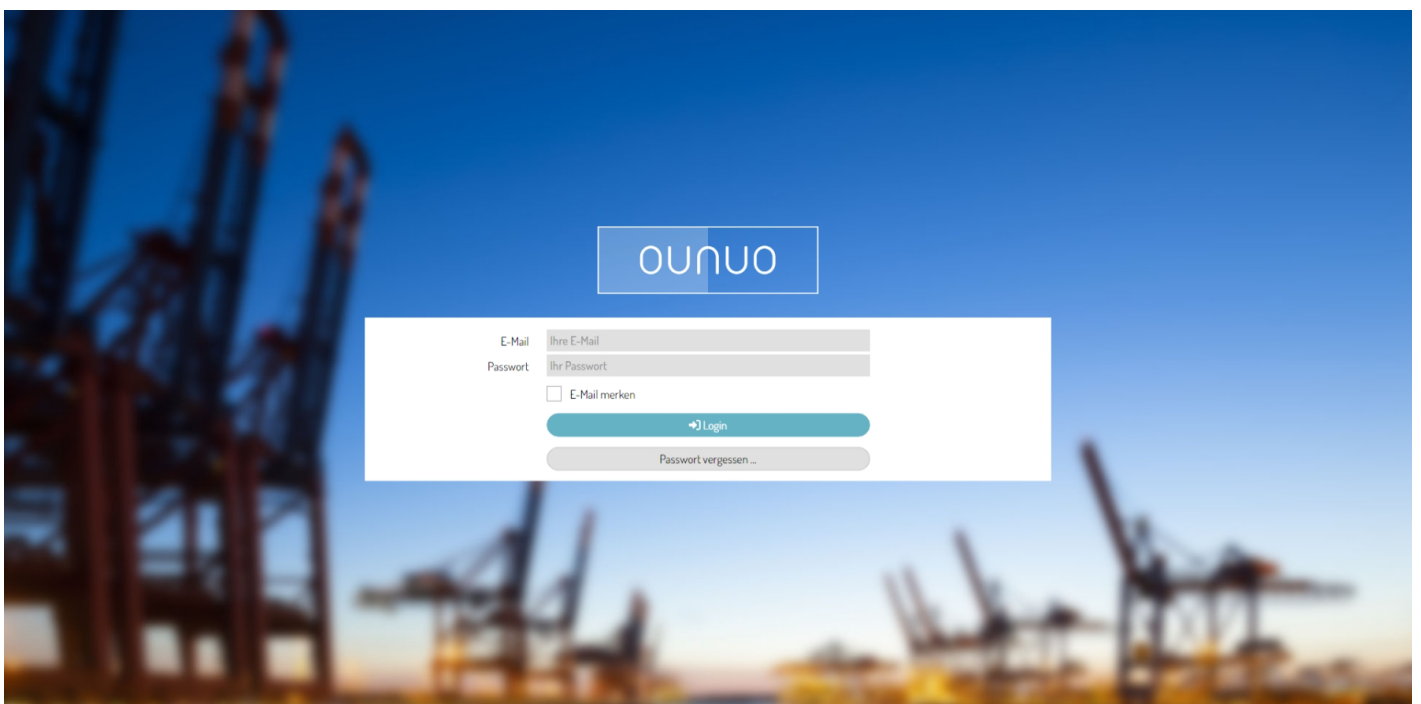 ounuo
E-Mail Ihre E-Mail
Passwort Ihr Passwort
E-Mail merken
Login
Passwort vergessen ...